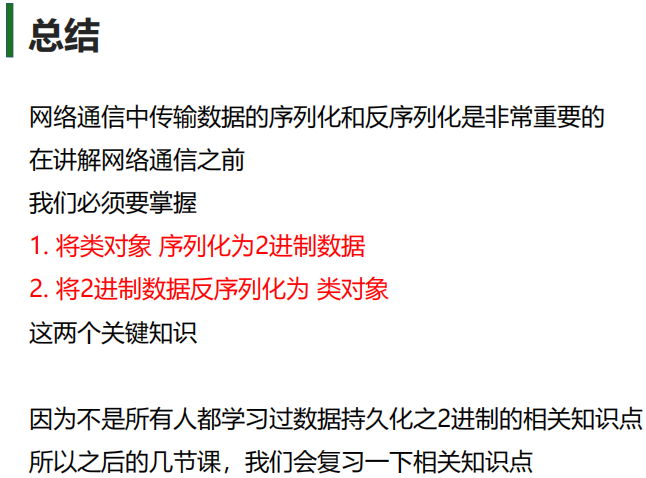 总结
网络通信中传输数据的序列化和反序列化是非常重要的
在讲解网络通信之前
我们必须要掌握
1. 将类对象 序列化为2进制数据
2. 将2进制数据反序列化为 类对象
这两个关键知识
因为不是所有人都学习过数据持久化之2进制的相关知识点
所以之后的几节课，我们会复习一下相关知识点